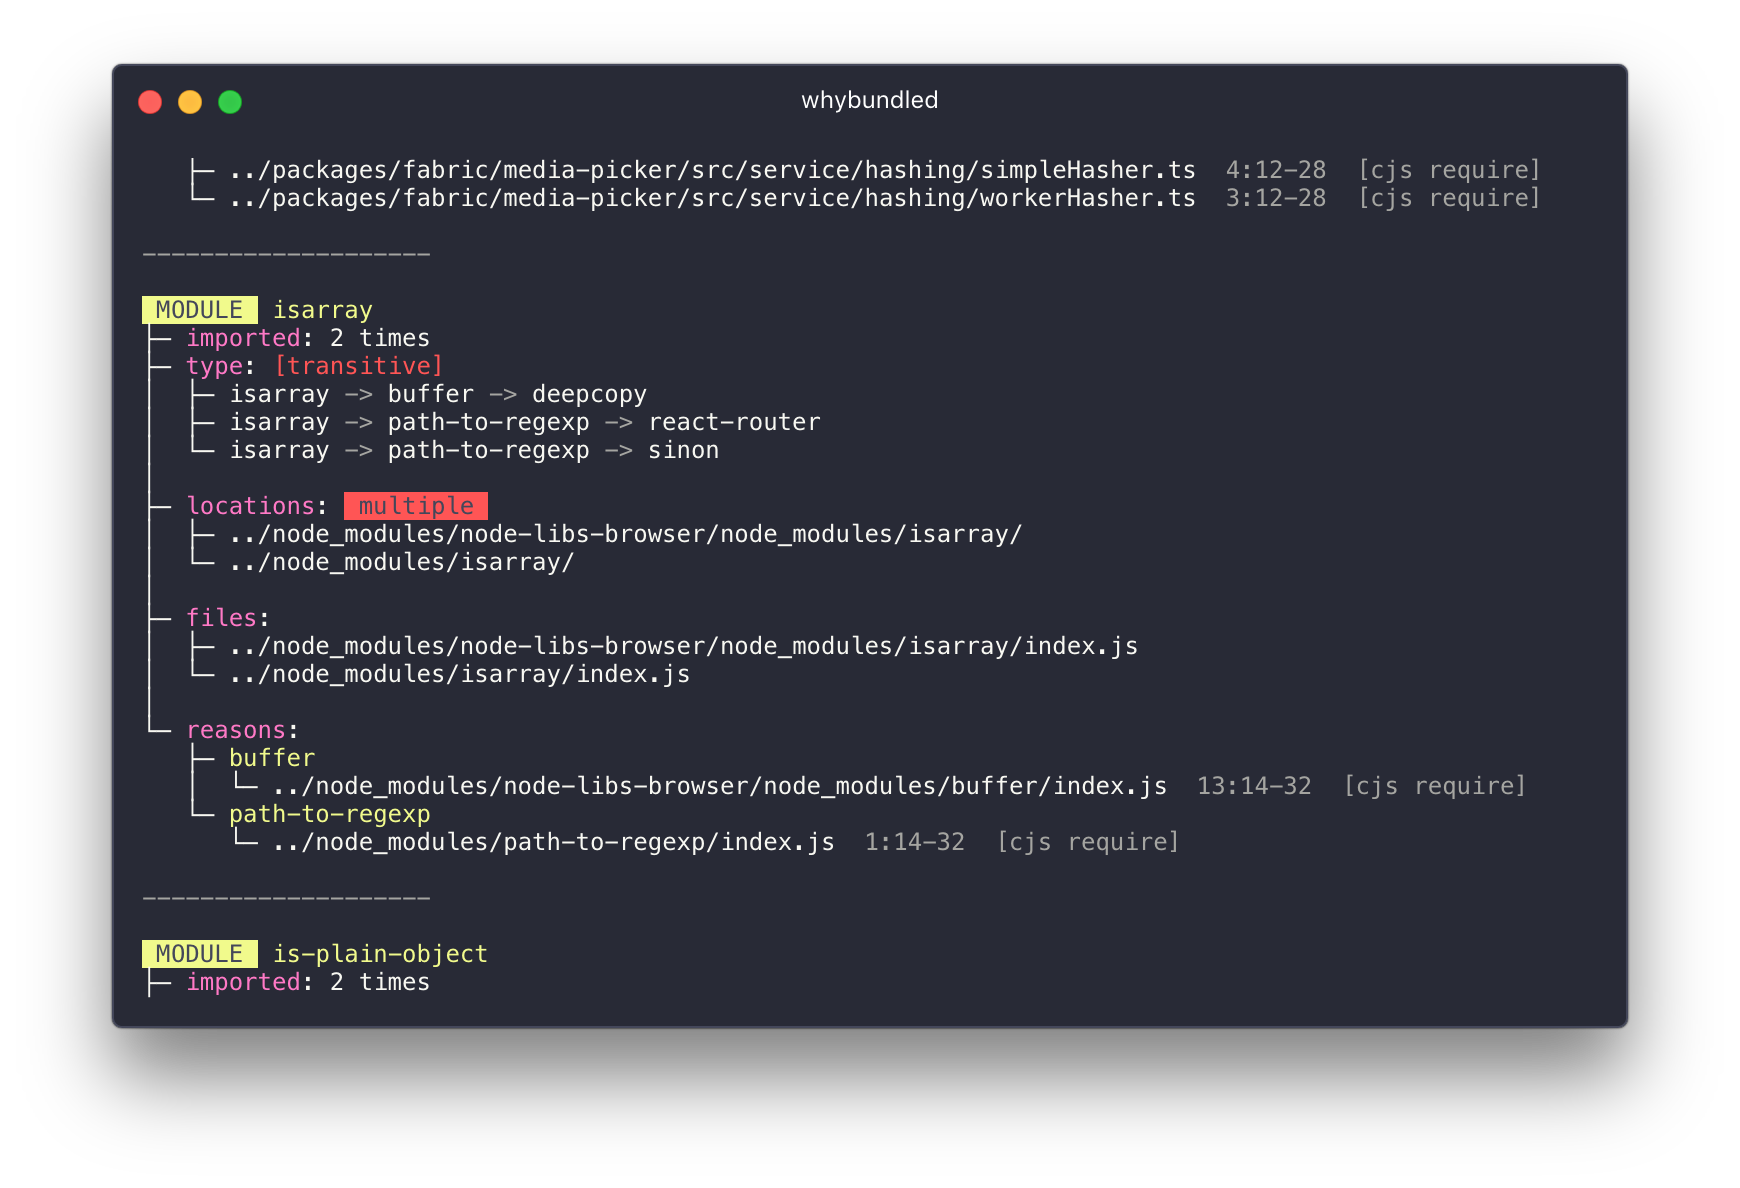 whybundled
├─ ../packages/fabric/media-picker/src/service/hashing/simpleHasher.ts  4:12-28  [cjs require]
└─ ../packages/fabric/media-picker/src/service/hashing/workerHasher.ts  3:12-28  [cjs require]
--------------------
MODULE isarray
├─ imported: 2 times
├─ type: [transitive]
│  ├─ isarray -> buffer -> deepcopy
│  ├─ isarray -> path-to-regexp -> react-router
│  └─ isarray -> path-to-regexp -> sinon
│
├─ locations: multiple
│  ├─ ../node_modules/node-libs-browser/node_modules/isarray/
│  └─ ../node_modules/isarray/
│
├─ files:
│  ├─ ../node_modules/node-libs-browser/node_modules/isarray/index.js
│  └─ ../node_modules/isarray/index.js
│
└─ reasons:
   ├─ buffer
   │  └─ ../node_modules/node-libs-browser/node_modules/buffer/index.js  13:14-32  [cjs require]
   └─ path-to-regexp
      └─ ../node_modules/path-to-regexp/index.js  1:14-32  [cjs require]
--------------------
MODULE is-plain-object
├─ imported: 2 times